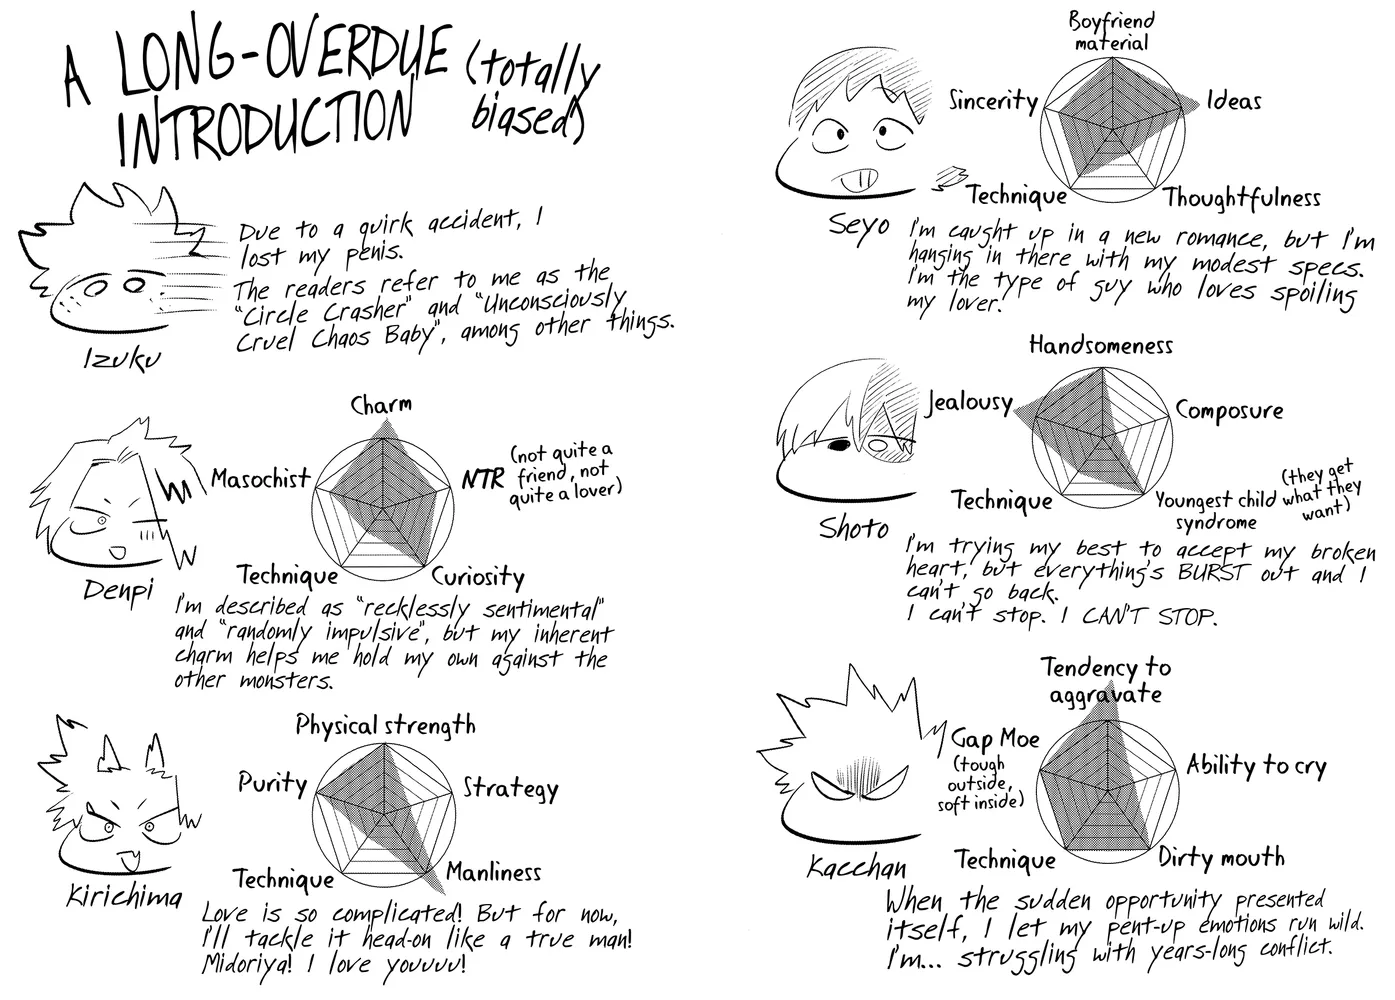 A LONG-OVERDUE
INTRODUCTION
(totally
biased)
Due to a quirk accident, I
lost my penis.
The readers refer to me as the
"Circle Crasher" and "Unconsciously
Cruel Chaos Baby", among other things.
Izuku
Charm
Masochist
NTR
(not quite a
friend, not
quite a lover)
Technique
Curiosity
Denpi
I'm described as "recklessly sentimental"
and "randomly impulsive", but my inherent
charm helps me hold my own against the
other monsters.
Physical strength
Purity
Strategy
Technique
Manliness
Kirichima
Love is so complicated! But for now,
I'll tackle it head-on like a true man!
Midoriya! I love youuuu!
Boyfriend
material
Sincerity
Ideas
Technique
Thoughtfulness
Seyo
I'm caught up in a new romance, but I'm
hanging in there with my modest specs.
I'm the type of guy who loves spoiling
my lover.
Handsomeness
Jealousy
Composure
Technique
Youngest child
syndrome
(they get
what they
want)
Shoto
I'm trying my best to accept my broken
heart, but everything's BURST out and I
can't go back.
I can't stop. I CAN'T STOP.
Tendency to
aggravate
Gap Moe
(tough
outside,
soft inside)
Ability to cry
Technique
Dirty mouth
Kacchan
When the sudden opportunity presented
itself, I let my pent-up emotions run wild.
I'm... struggling with years-long conflict.